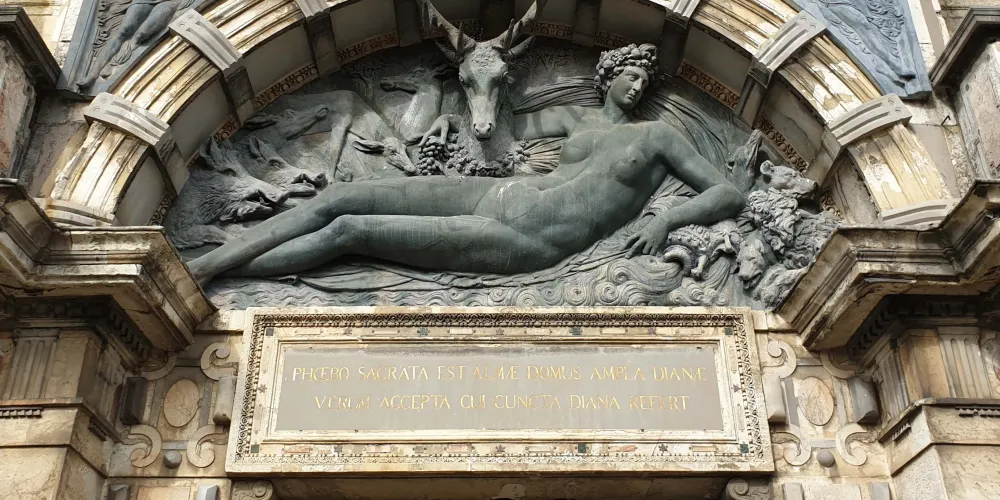 PHŒBO SACRATA EST ALMÆ DOMUS AMPLA DIANÆ
VERUM ACCEPTA CUI CUNCTA DIANA REFERT